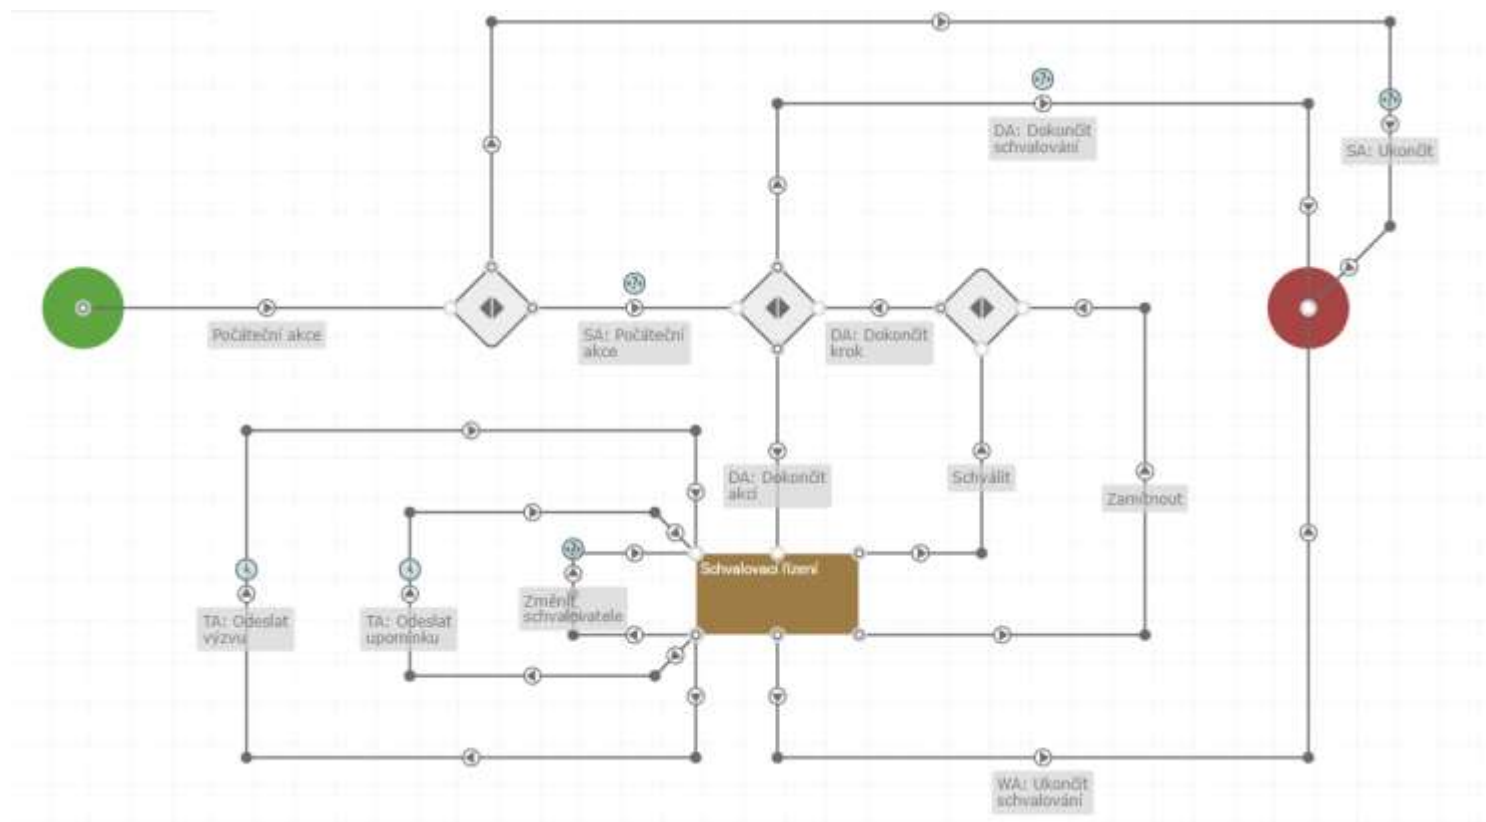 DA: Dokončit
schvalování
SA: Ukončit
Počáteční akce
SA: Počáteční
akce
DA: Dokončit
krok
DA: Dokončit
akci
Schválit
Zamítnout
Schvalovací řízení
Změnit
schvalovatele
TA: Odeslat
výzvu
TA: Odeslat
upomínku
WA: Ukončit
schvalování